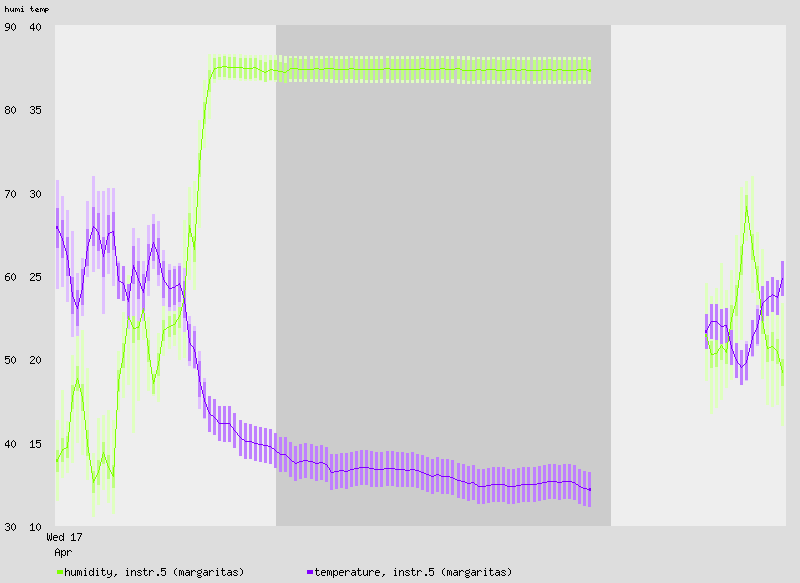 humi temp
90 40
80 35
70 30
60 25
50 20
40 15
30 10
Wed 17
Apr
humidity, instr.5 (margaritas) temperature, instr.5 (margaritas)